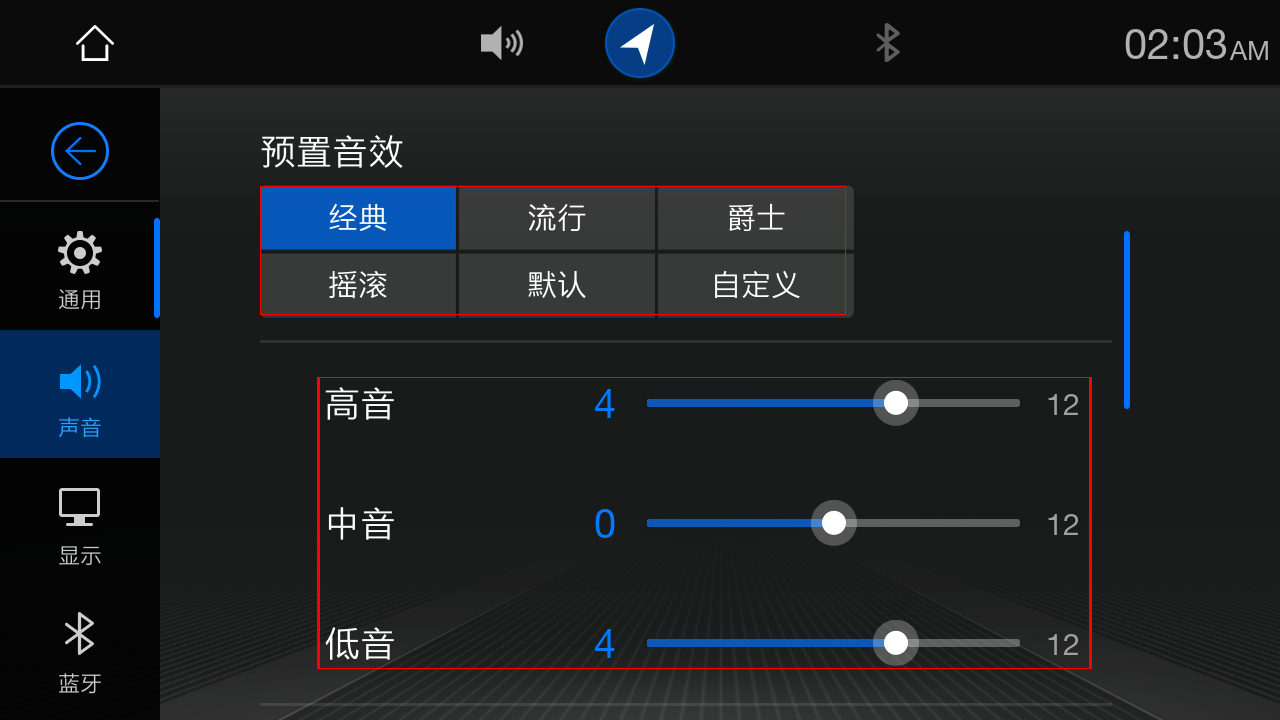 02:03AM
预置音效
经典 流行 爵士
摇滚 默认 自定义
通用
声音
显示
蓝牙
高音 4 12
中音 0 12
低音 4 12